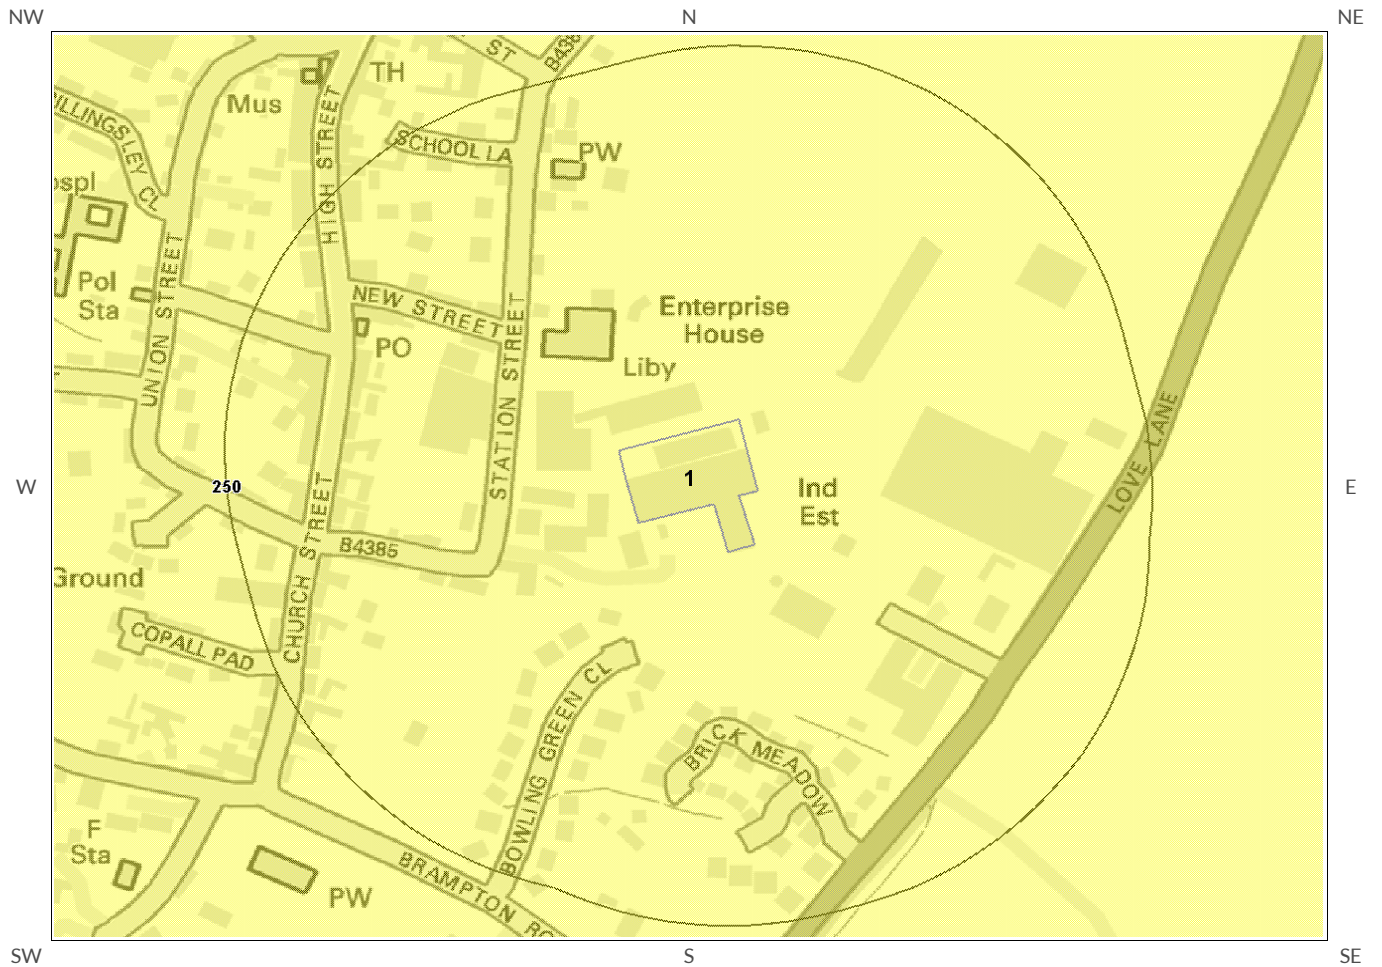 NW
N
NE
ST
B438
TH
Mus
ILLINGSLEY CL
HIGH STREET
SCHOOL LA
PW
ospl
Pol
Sta
UNION STREET
NEW STREET
PO
STATION STREET
Enterprise
House
Liby
LOVE LANE
W
250
1
Ind
Est
E
CHURCH STREET
B4385
Ground
COPALL PAD
BOWLING GREEN CL
BRICK MEADOW
F
Sta
BRAMPTON RO
PW
SW
S
SE